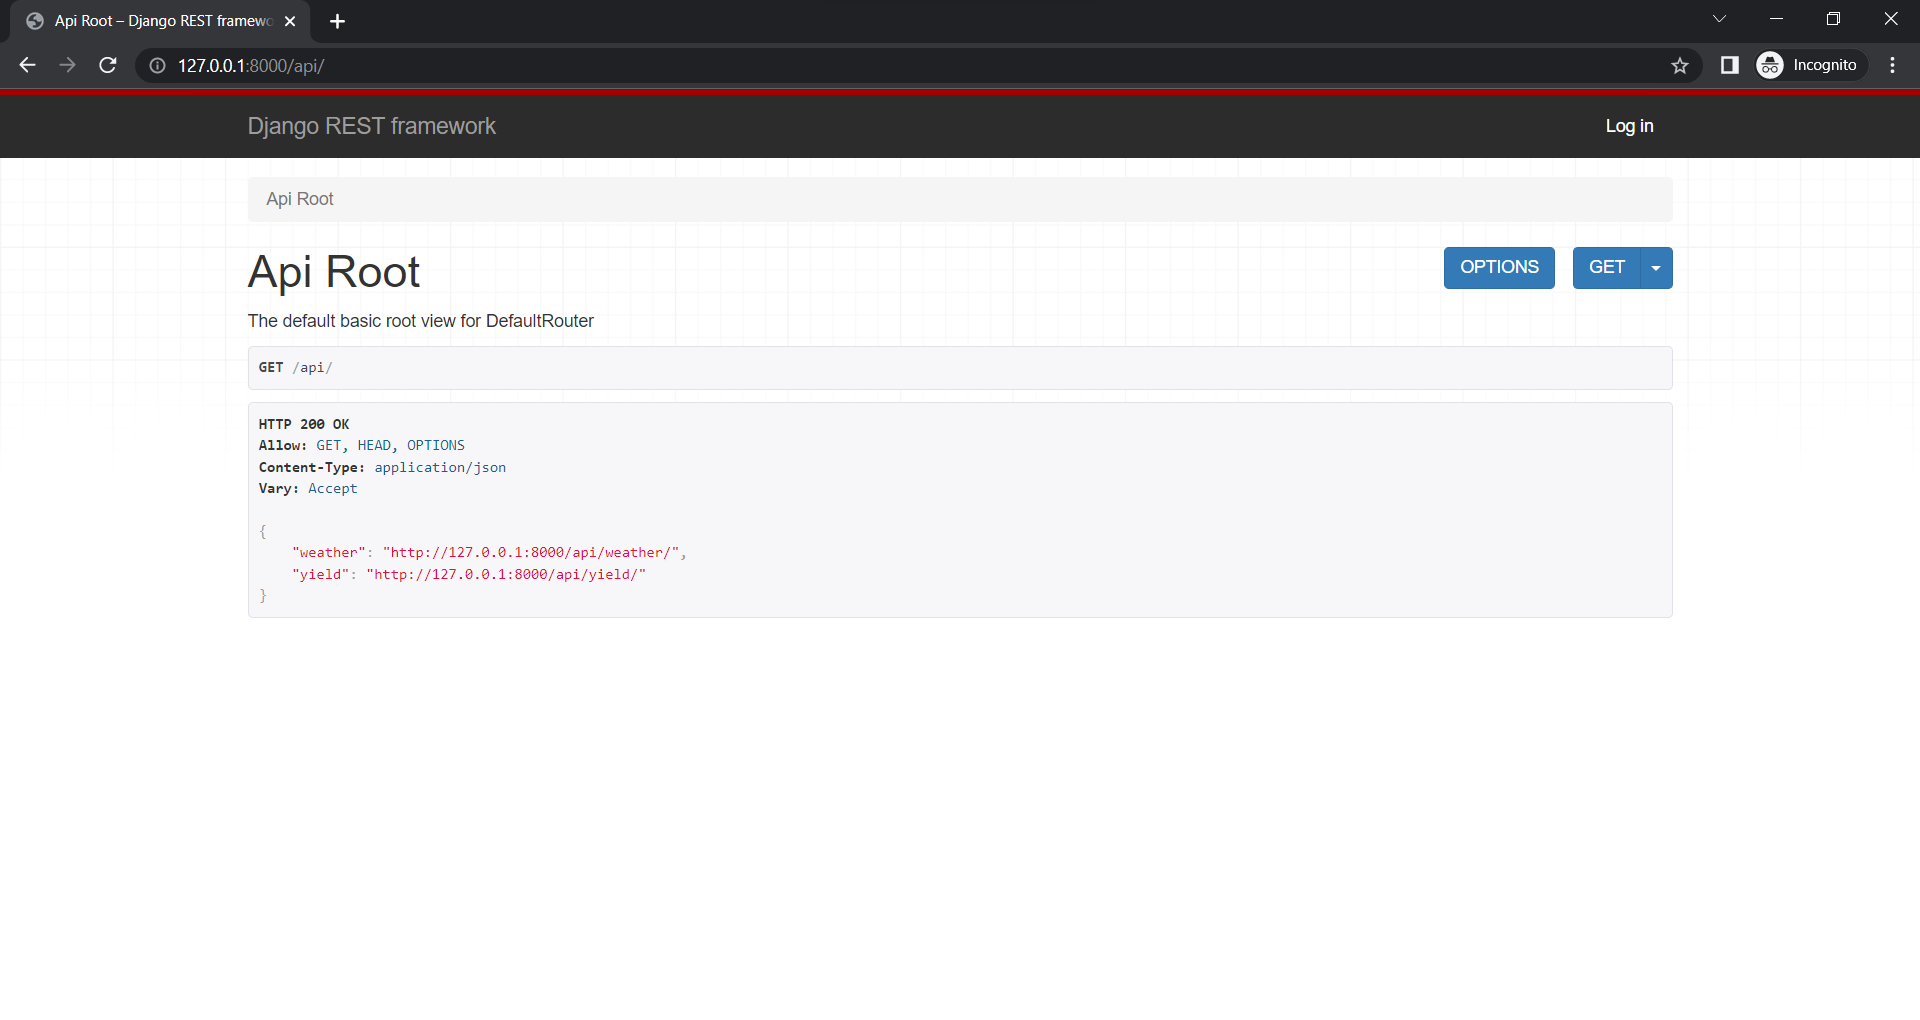 Api Root – Django REST framewo
127.0.0.1:8000/api/
Incognito
Django REST framework
Log in
Api Root
Api Root
OPTIONS
GET
The default basic root view for DefaultRouter
GET /api/
HTTP 200 OK
Allow: GET, HEAD, OPTIONS
Content-Type: application/json
Vary: Accept
{
    "weather": "http://127.0.0.1:8000/api/weather/",
    "yield": "http://127.0.0.1:8000/api/yield/"
}